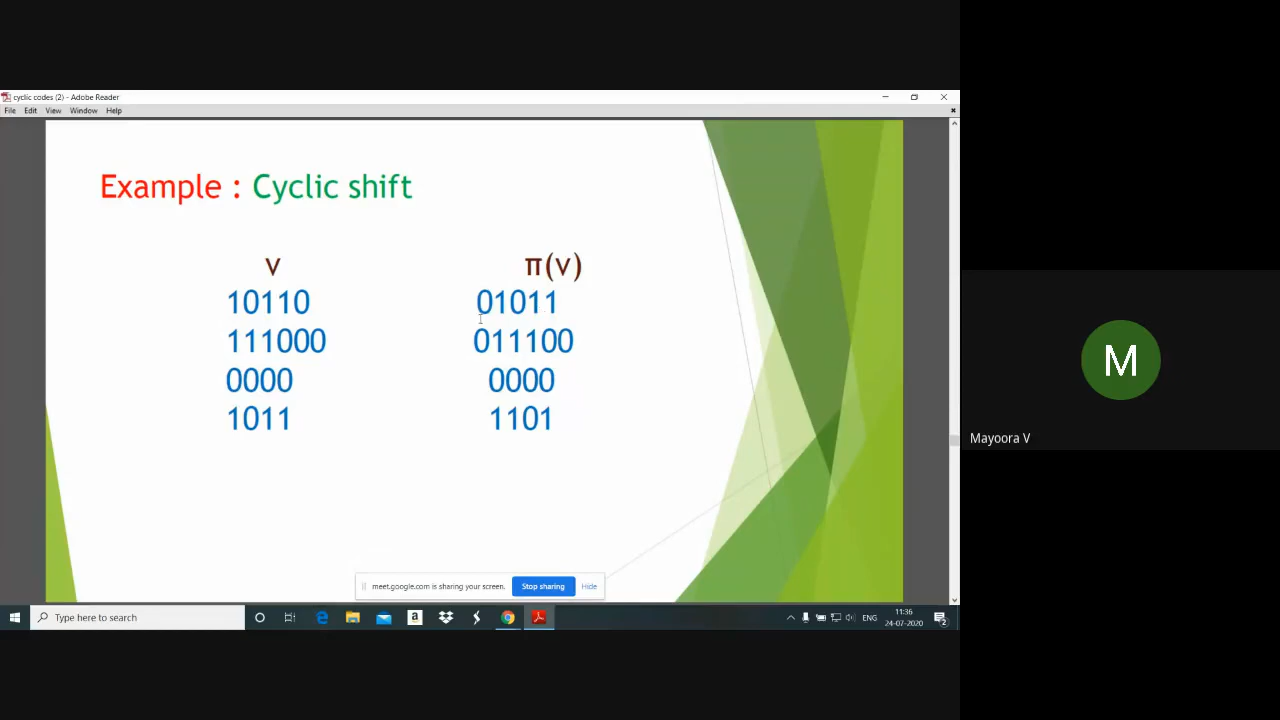 cyclic codes (2) - Adobe Reader
File Edit View Window Help
Example : Cyclic shift
v π(v)
10110 01011
111000 011100
0000 0000
1011 1101
M
Mayoora V
meet.google.com is sharing your screen. Stop sharing Hide
Type here to search
ENG
11:36
24-07-2020
2